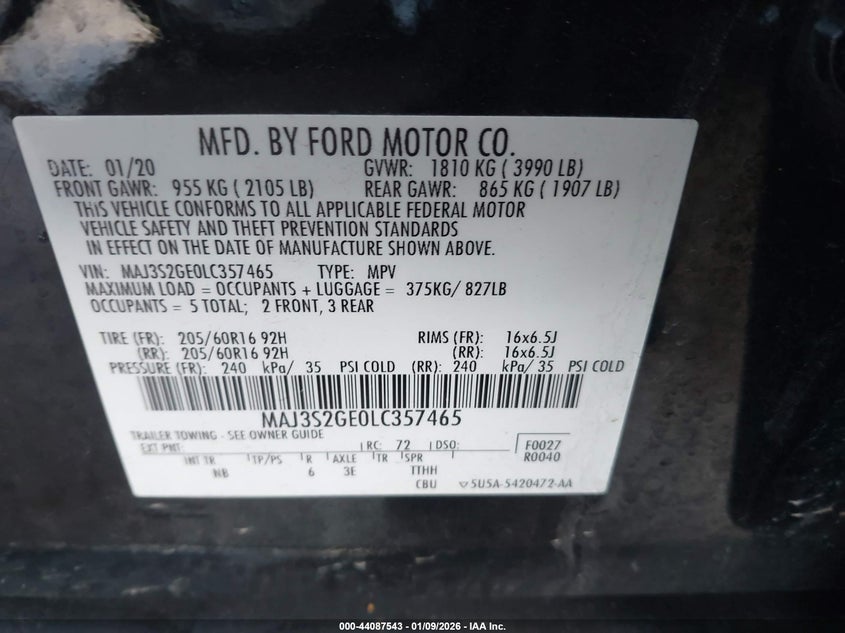 MFD. BY FORD MOTOR CO.
DATE: 01/20 GVWR: 1810 KG ( 3990 LB)
FRONT GAWR: 955 KG ( 2105 LB) REAR GAWR: 865 KG ( 1907 LB)
THIS VEHICLE CONFORMS TO ALL APPLICABLE FEDERAL MOTOR
VEHICLE SAFETY AND THEFT PREVENTION STANDARDS
IN EFFECT ON THE DATE OF MANUFACTURE SHOWN ABOVE.
VIN: MAJ3S2GE0LC357465 TYPE: MPV
MAXIMUM LOAD = OCCUPANTS + LUGGAGE = 375KG/ 827LB
OCCUPANTS = 5 TOTAL; 2 FRONT, 3 REAR
TIRE (FR): 205/60R16 92H RIMS (FR): 16x6.5J
(RR): 205/60R16 92H (RR): 16x6.5J
PRESSURE (FR): 240 kPa/ 35 PSI COLD (RR): 240 kPa/ 35 PSI COLD
MAJ3S2GE0LC357465
TRAILER TOWING - SEE OWNER GUIDE
EXT PNT: RC: 72 DSO: F0027
R0040
INT TR TP/PS R AXLE TR SPR
NB 6 3E TTHH
CBU 5U5A-5420472-AA
000-44087543 - 01/09/2026 - IAA Inc.